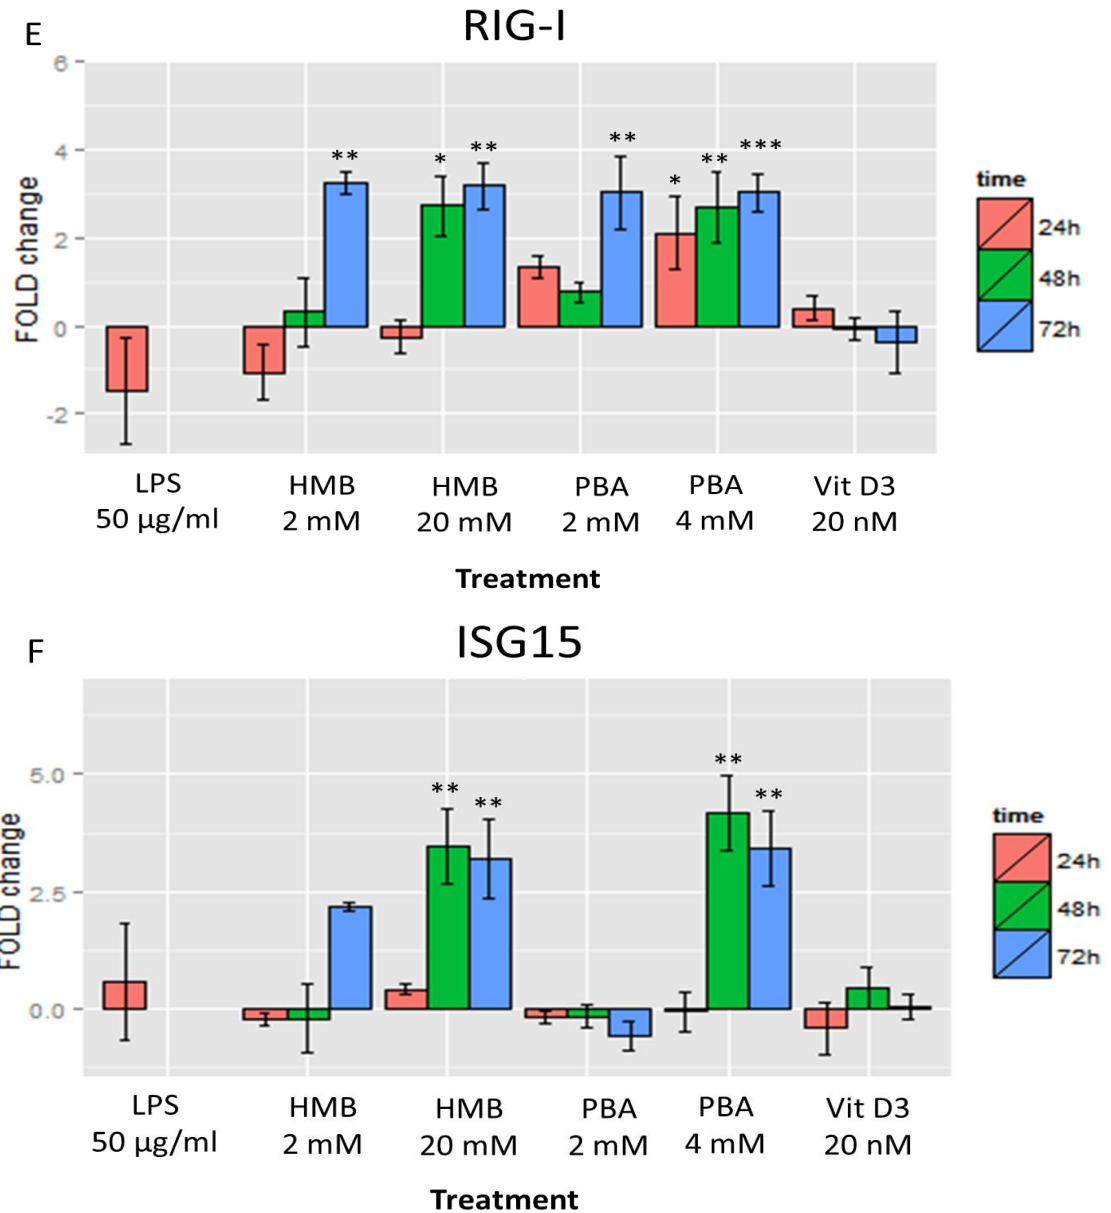 E
RIG-I
6
4
2
0
-2
FOLD change
* *
*
* *
* *
*
* *
* * *
time
24h
48h
72h
LPS
50 µg/ml
HMB
2 mM
HMB
20 mM
PBA
2 mM
PBA
4 mM
Vit D3
20 nM
Treatment
F
ISG15
5.0
2.5
0.0
FOLD change
* *
* *
* *
* *
time
24h
48h
72h
LPS
50 µg/ml
HMB
2 mM
HMB
20 mM
PBA
2 mM
PBA
4 mM
Vit D3
20 nM
Treatment